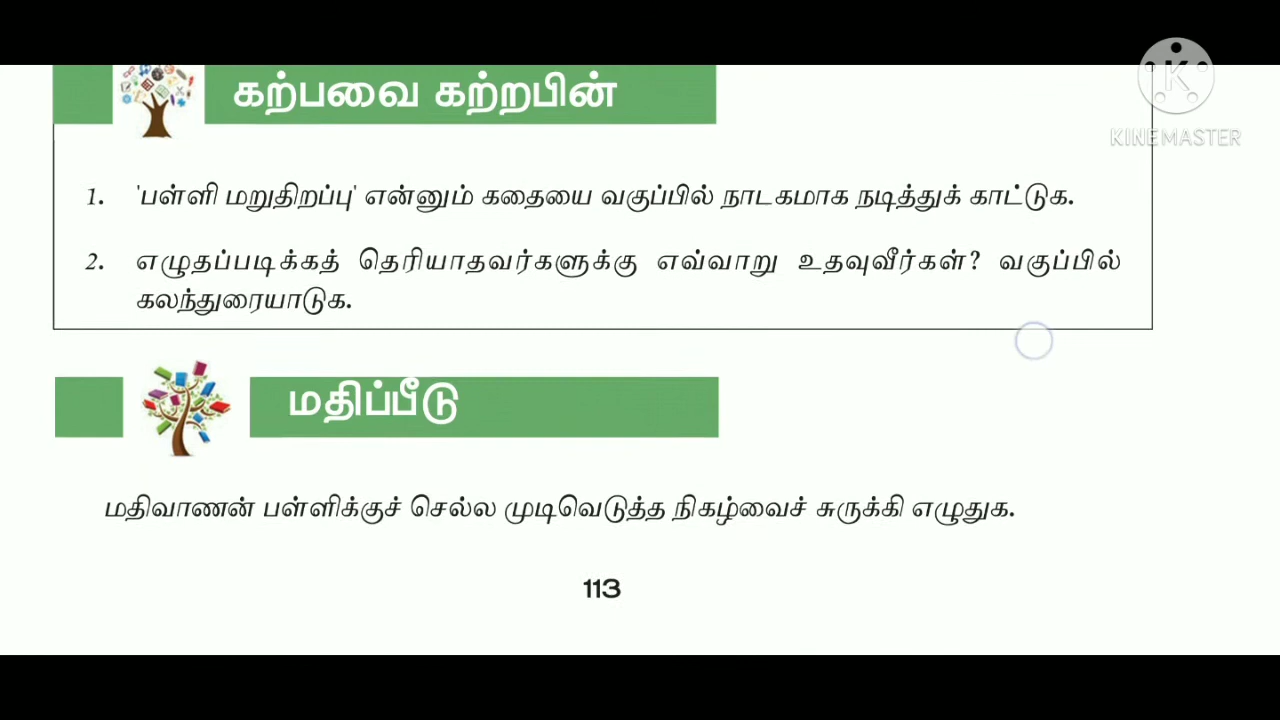 கற்பவை கற்றபின்
KINEMASTER
1. 'பள்ளி மறுதிறப்பு' என்னும் கதையை வகுப்பில் நாடகமாக நடித்துக் காட்டுக.
2. எழுதப்படிக்கத் தெரியாதவர்களுக்கு எவ்வாறு உதவுவீர்கள்? வகுப்பில்
கலந்துரையாடுக.
மதிப்பீடு
மதிவாணன் பள்ளிக்குச் செல்ல முடிவெடுத்த நிகழ்வைச் சுருக்கி எழுதுக.
113